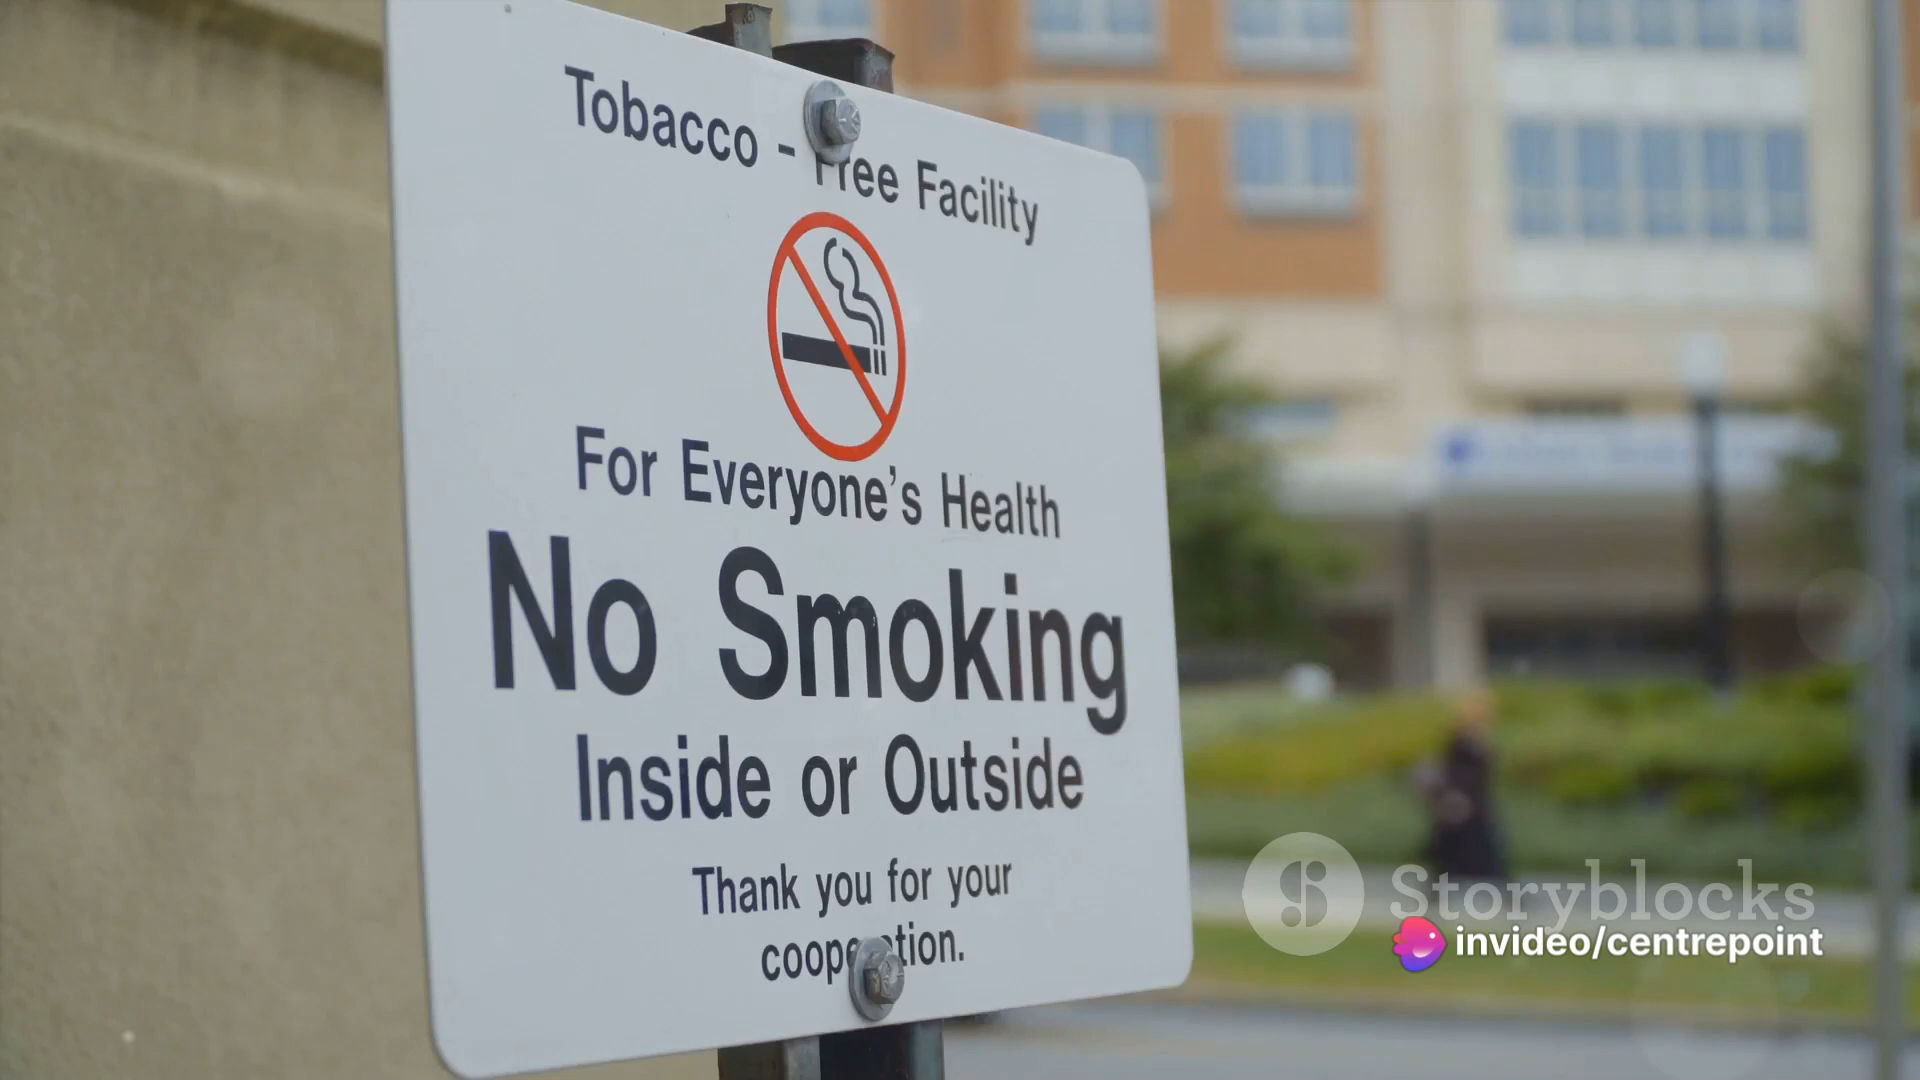 Tobacco - Free Facility
For Everyone's Health
No Smoking
Inside or Outside
Thank you for your
cooperation.
Storyblocks
invideo/centrepoint